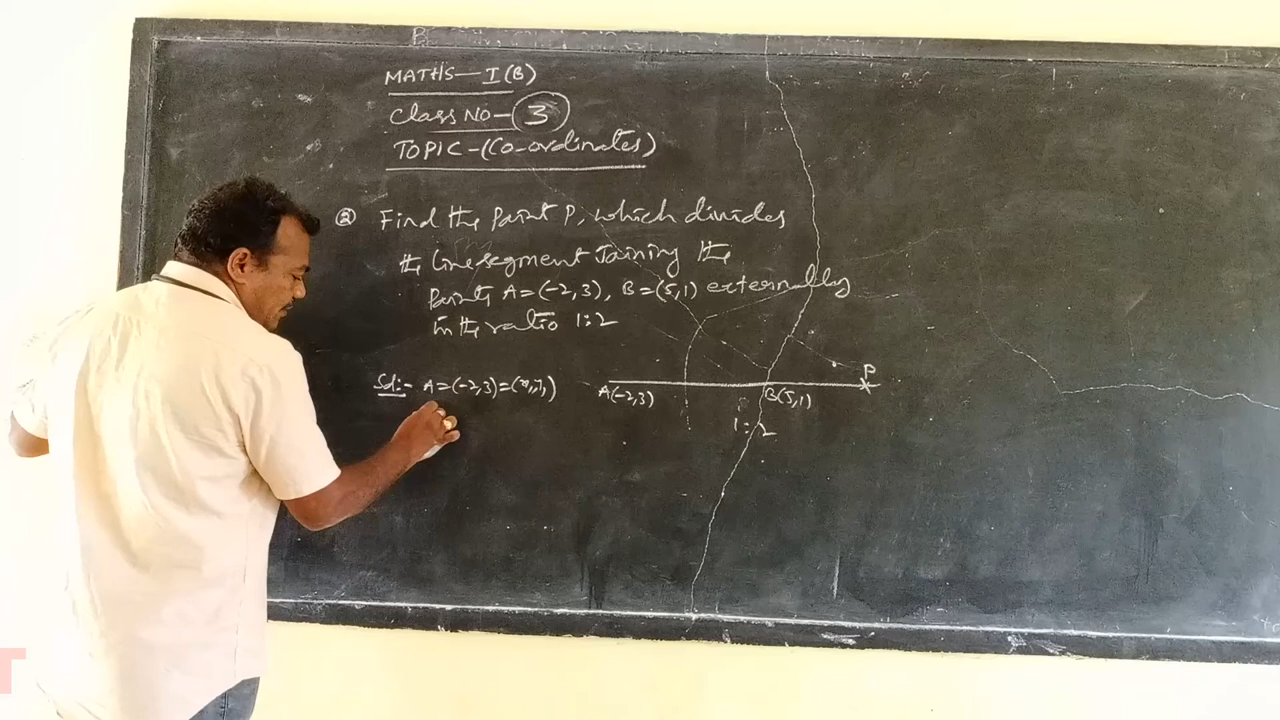 MATHS - I(B)
Class NO - 3
TOPIC - (Co-ordinates)
② Find the Point P, which divides
the line segment Joining the
Points A = (-2,3), B = (5,1) externally
in the ratio 1:2
P
Sol:- A = (-2,3) = (x₁,y₁)
A(-2,3)
B(5,1)
1:2
T